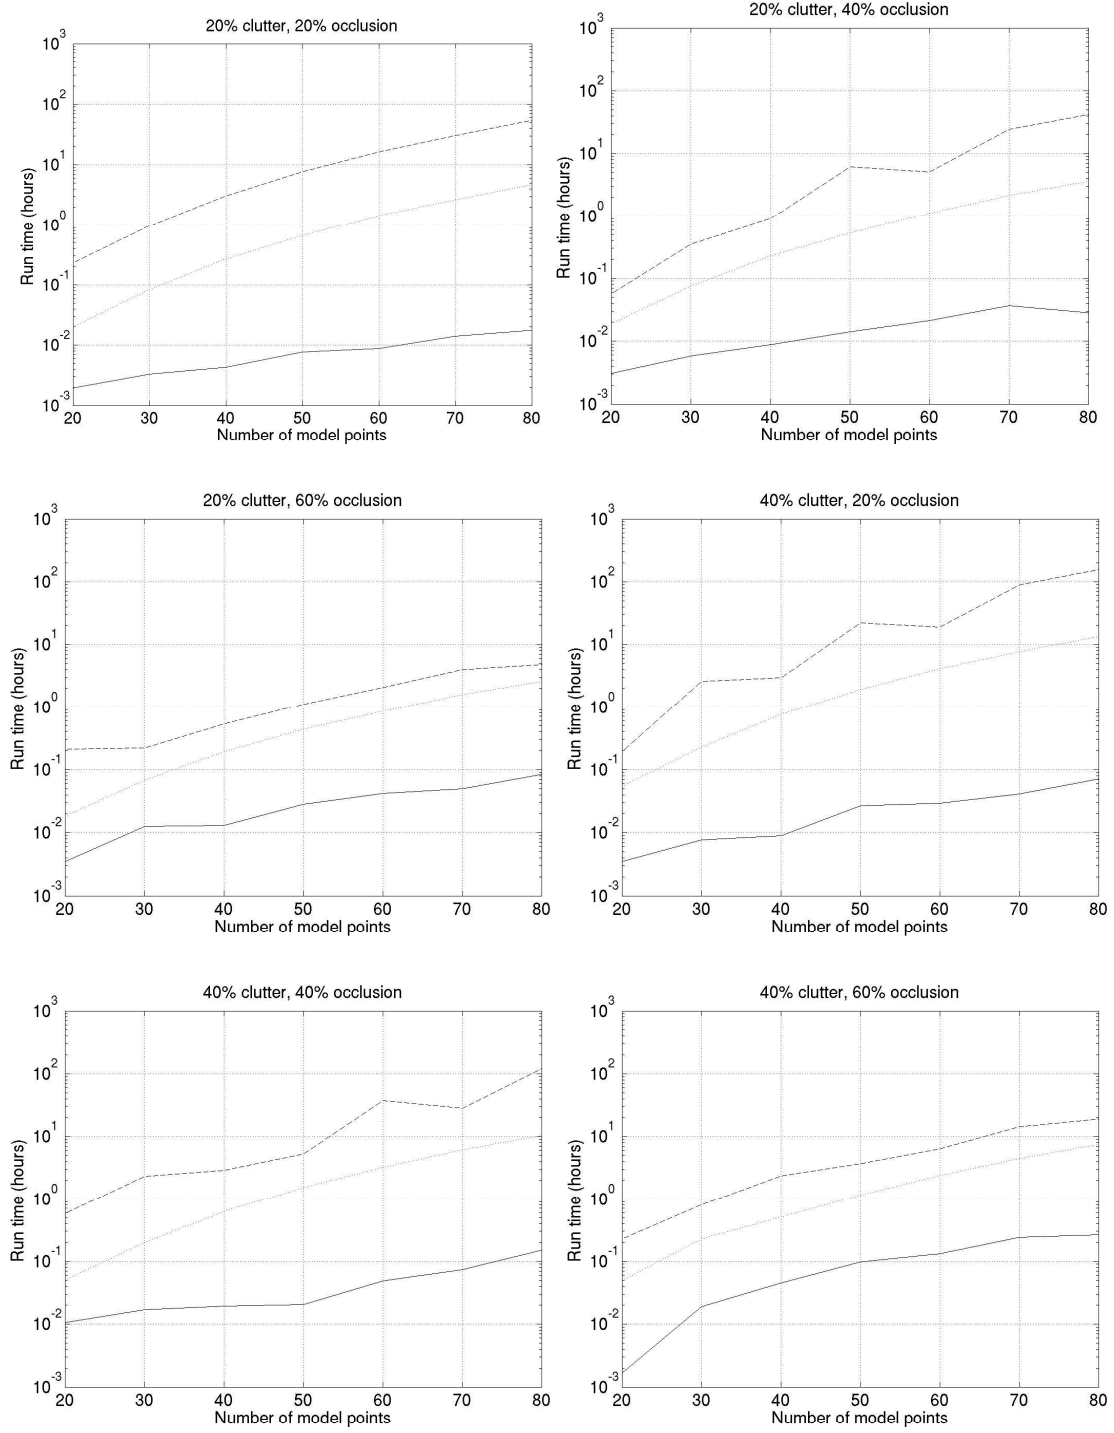 20% clutter, 20% occlusion
10^3
10^2
10^1
10^0
10^-1
10^-2
10^-3
Run time (hours)
20 30 40 50 60 70 80
Number of model points
20% clutter, 40% occlusion
10^3
10^2
10^1
10^0
10^-1
10^-2
10^-3
Run time (hours)
20 30 40 50 60 70 80
Number of model points
20% clutter, 60% occlusion
10^3
10^2
10^1
10^0
10^-1
10^-2
10^-3
Run time (hours)
20 30 40 50 60 70 80
Number of model points
40% clutter, 20% occlusion
10^3
10^2
10^1
10^0
10^-1
10^-2
10^-3
Run time (hours)
20 30 40 50 60 70 80
Number of model points
40% clutter, 40% occlusion
10^3
10^2
10^1
10^0
10^-1
10^-2
10^-3
Run time (hours)
20 30 40 50 60 70 80
Number of model points
40% clutter, 60% occlusion
10^3
10^2
10^1
10^0
10^-1
10^-2
10^-3
Run time (hours)
20 30 40 50 60 70 80
Number of model points